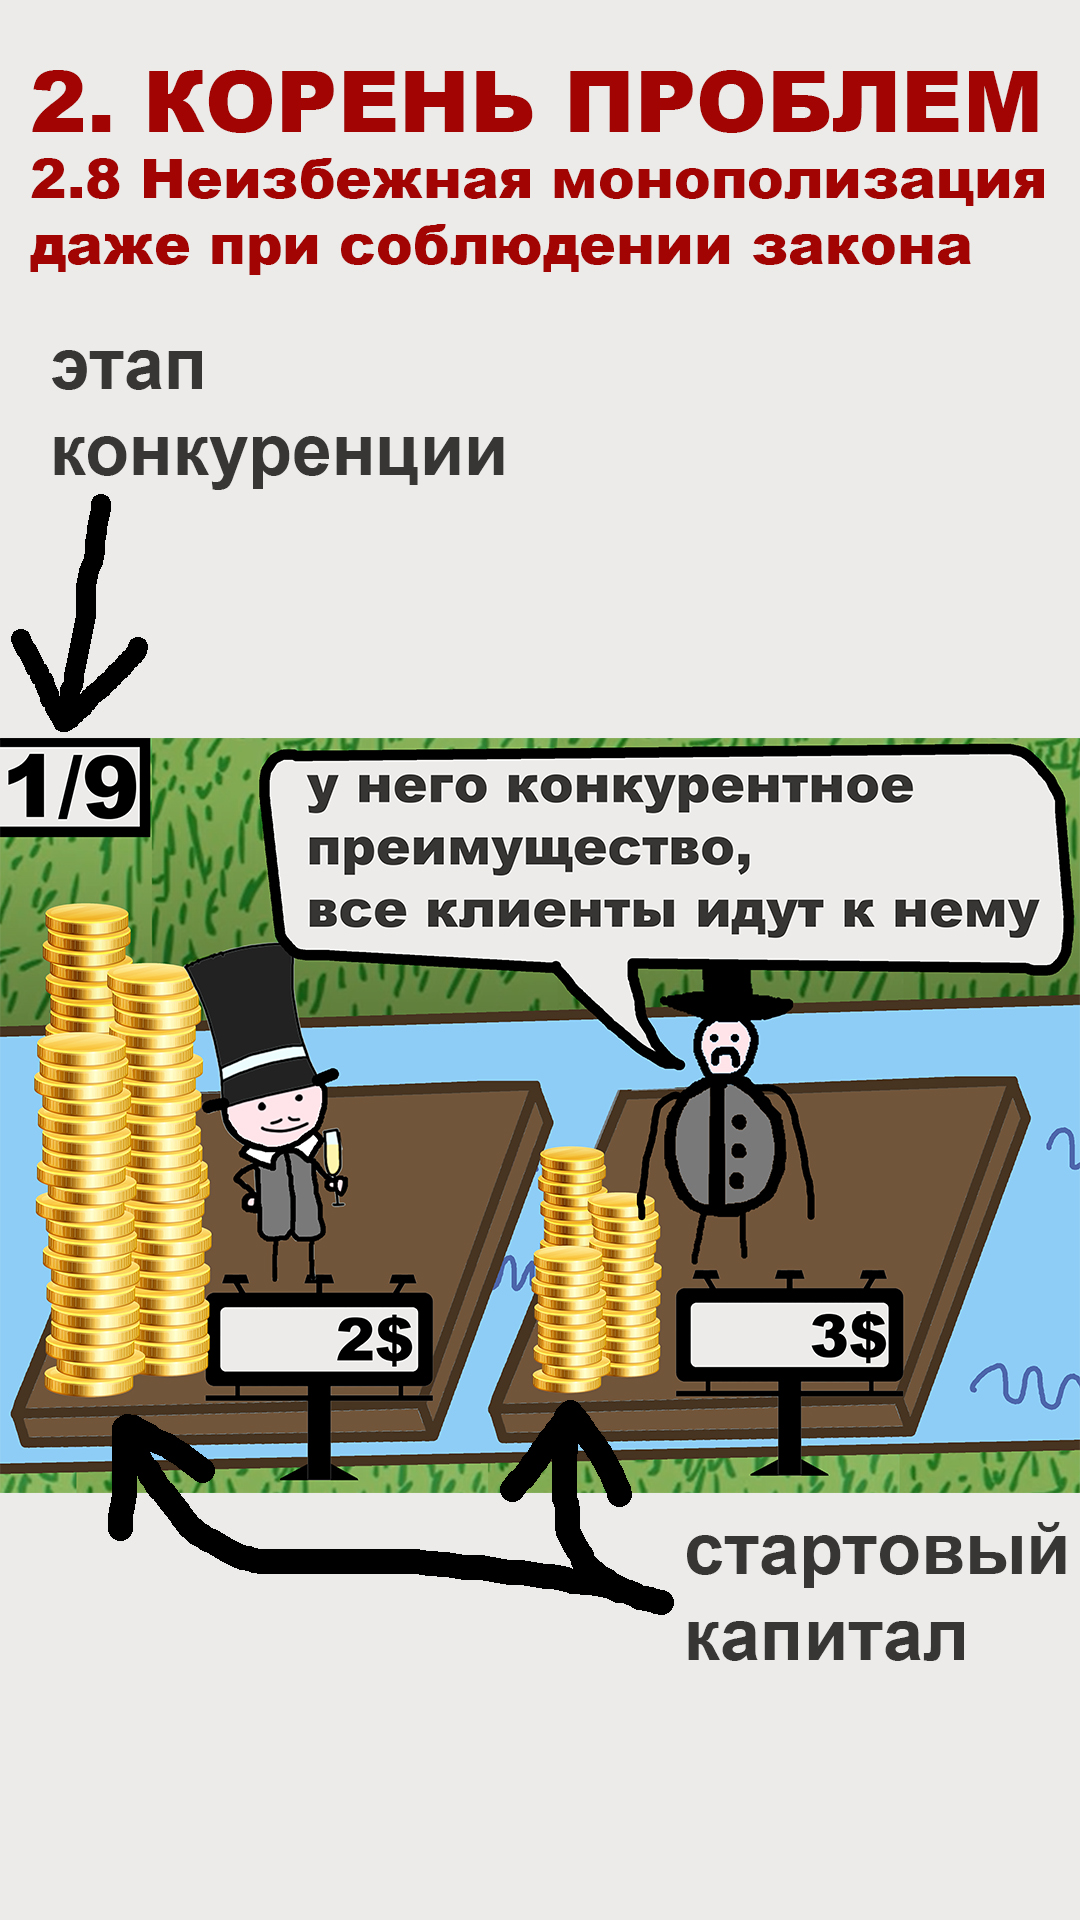 2. КОРЕНЬ ПРОБЛЕМ
2.8 Неизбежная монополизация
даже при соблюдении закона
этап
конкуренции
1/9
у него конкурентное
преимущество,
все клиенты идут к нему
2$
3$
стартовый
капитал